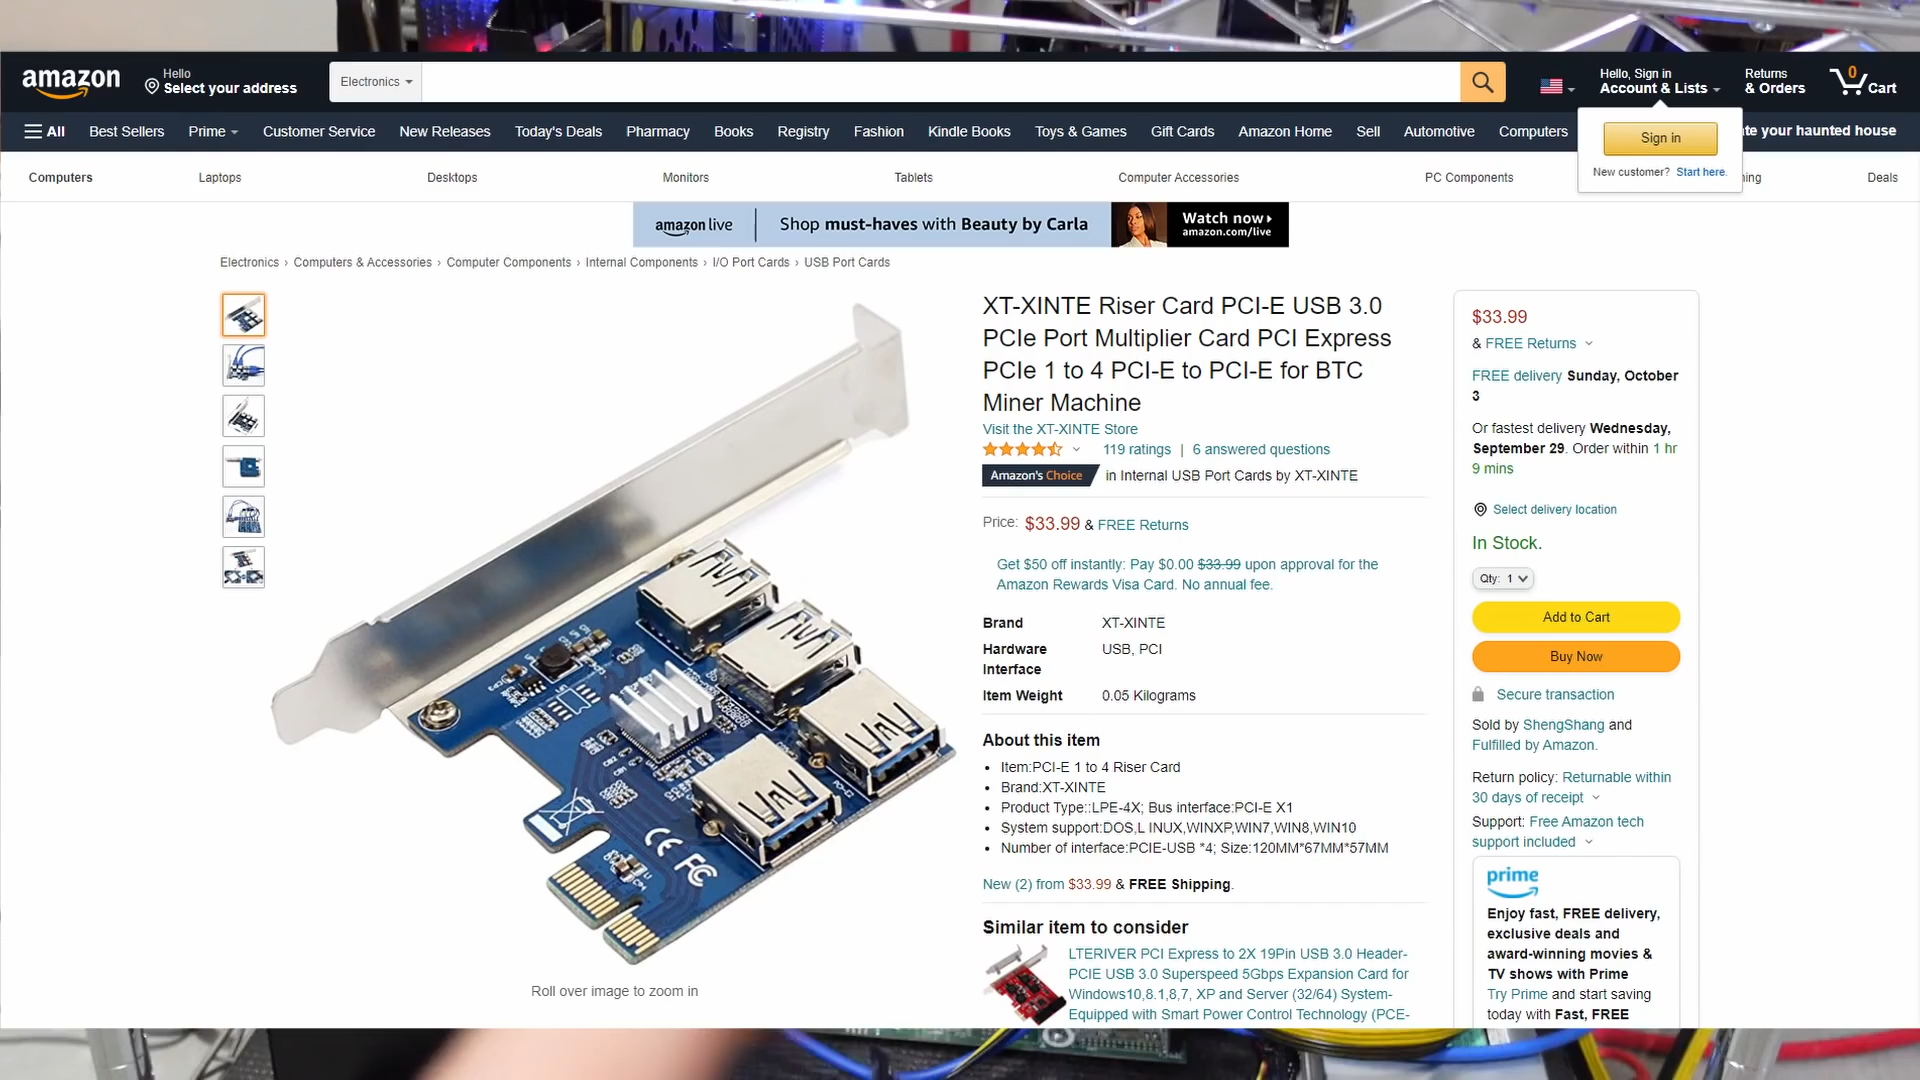 amazon
Hello
Select your address
Electronics
Hello, Sign in
Account & Lists
Returns
& Orders
0
Cart
All
Best Sellers
Prime
Customer Service
New Releases
Today's Deals
Pharmacy
Books
Registry
Fashion
Kindle Books
Toys & Games
Gift Cards
Amazon Home
Sell
Automotive
Computers
te your haunted house
Sign in
New customer? Start here.
Computers
Laptops
Desktops
Monitors
Tablets
Computer Accessories
PC Components
Deals
amazon live
Shop must-haves with Beauty by Carla
Watch now
amazon.com/live
Electronics › Computers & Accessories › Computer Components › Internal Components › I/O Port Cards › USB Port Cards
XT-XINTE Riser Card PCI-E USB 3.0
PCIe Port Multiplier Card PCI Express
PCIe 1 to 4 PCI-E to PCI-E for BTC
Miner Machine
Visit the XT-XINTE Store
119 ratings | 6 answered questions
Amazon's Choice in Internal USB Port Cards by XT-XINTE
Price: $33.99 & FREE Returns
Get $50 off instantly: Pay $0.00 $33.99 upon approval for the
Amazon Rewards Visa Card. No annual fee.
Brand XT-XINTE
Hardware
Interface
USB, PCI
Item Weight 0.05 Kilograms
About this item
• Item:PCI-E 1 to 4 Riser Card
• Brand:XT-XINTE
• Product Type::LPE-4X; Bus interface:PCI-E X1
• System support:DOS,L INUX,WINXP,WIN7,WIN8,WIN10
• Number of interface:PCIE-USB *4; Size:120MM*67MM*57MM
New (2) from $33.99 & FREE Shipping.
Similar item to consider
LTERIVER PCI Express to 2X 19Pin USB 3.0 Header-
PCIE USB 3.0 Superspeed 5Gbps Expansion Card for
Windows10,8.1,8,7, XP and Server (32/64) System-
Equipped with Smart Power Control Technology (PCE-
CE FC
Roll over image to zoom in
$33.99
& FREE Returns
FREE delivery Sunday, October
3
Or fastest delivery Wednesday,
September 29. Order within 1 hr
9 mins
Select delivery location
In Stock.
Qty: 1
Add to Cart
Buy Now
Secure transaction
Sold by ShengShang and
Fulfilled by Amazon.
Return policy: Returnable within
30 days of receipt
Support: Free Amazon tech
support included
prime
Enjoy fast, FREE delivery,
exclusive deals and
award-winning movies &
TV shows with Prime
Try Prime and start saving
today with Fast, FREE